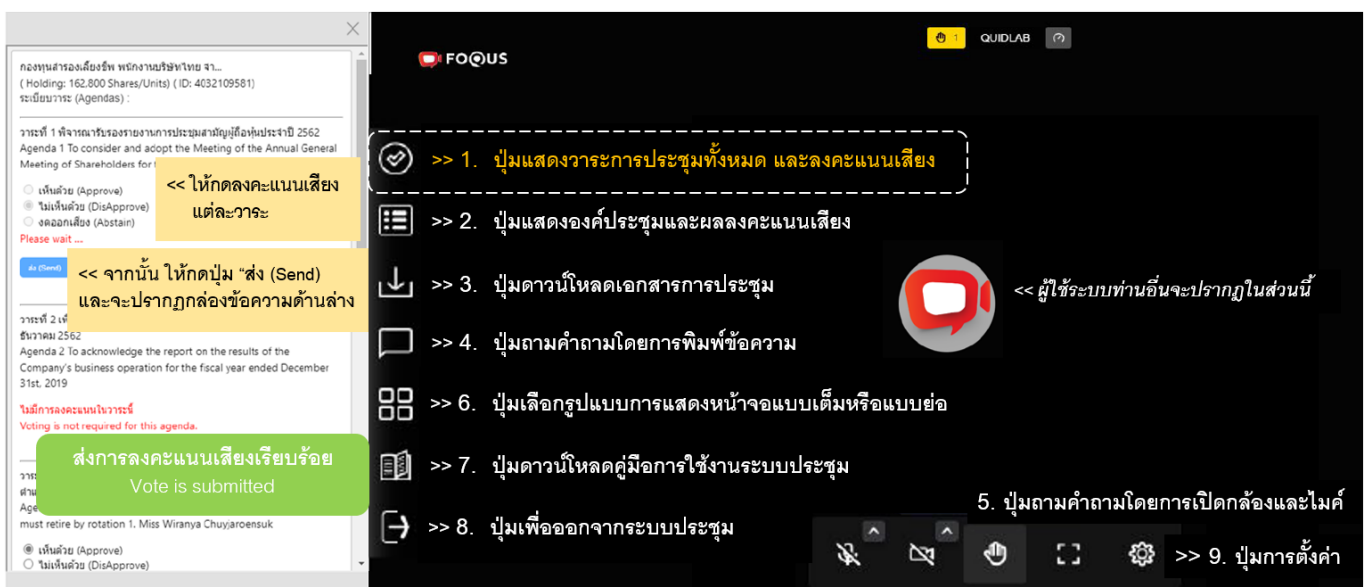 กองทุนสำรองเลี้ยงชีพ พนักงานบริษัทไทย จา...
( Holding: 162,800 Shares/Units) ( ID: 4032109581)
ระเบียบวาระ (Agendas) :
วาระที่ 1 พิจารณารับรองรายงานการประชุมสามัญผู้ถือหุ้นประจำปี 2562
Agenda 1 To consider and adopt the Meeting of the Annual General
Meeting of Shareholders for
เห็นด้วย (Approve)
ไม่เห็นด้วย (DisApprove)
งดออกเสียง (Abstain)
Please wait ....
ส่ง (Send)
<< ให้กดลงคะแนนเสียง
แต่ละวาระ
<< จากนั้น ให้กดปุ่ม “ส่ง (Send)
และจะปรากฏกล่องข้อความด้านล่าง
วาระที่ 2
ธันวาคม 2562
Agenda 2 To acknowledge the report on the results of the
Company's business operation for the fiscal year ended December
31st, 2019
ไม่มีการลงคะแนนในวาระนี้
Voting is not required for this agenda.
ส่งการลงคะแนนเสียงเรียบร้อย
Vote is submitted
must retire by rotation 1. Miss Wiranya Chuyjaroensuk
เห็นด้วย (Approve)
ไม่เห็นด้วย (DisApprove)
FOQUS
1 QUIDLAB
>> 1. ปุ่มแสดงวาระการประชุมทั้งหมด และลงคะแนนเสียง
>> 2. ปุ่มแสดงองค์ประชุมและผลลงคะแนนเสียง
>> 3. ปุ่มดาวน์โหลดเอกสารการประชุม
<< ผู้ใช้ระบบท่านอื่นจะปรากฏในส่วนนี้
>> 4. ปุ่มถามคำถามโดยการพิมพ์ข้อความ
>> 6. ปุ่มเลือกรูปแบบการแสดงหน้าจอแบบเต็มหรือแบบย่อ
>> 7. ปุ่มดาวน์โหลดคู่มือการใช้งานระบบประชุม
5. ปุ่มถามคำถามโดยการเปิดกล้องและไมค์
>> 8. ปุ่มเพื่อออกจากระบบประชุม
>> 9. ปุ่มการตั้งค่า